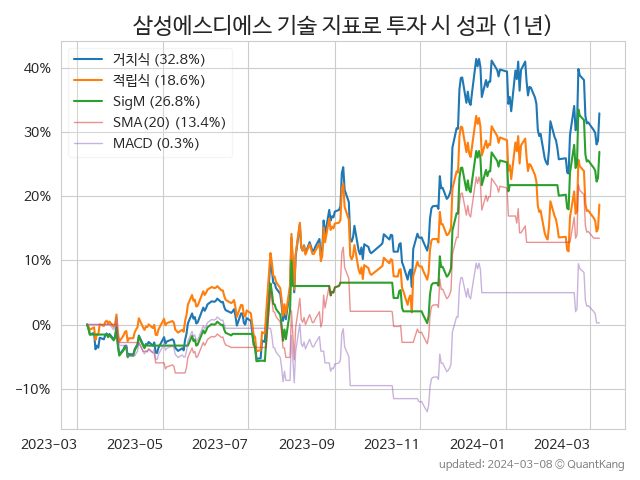 삼성에스디에스 기술 지표로 투자 시 성과 (1년)
거치식 (32.8%)
적립식 (18.6%)
SigM (26.8%)
SMA(20) (13.4%)
MACD (0.3%)
40%
30%
20%
10%
0%
−10%
2023−03
2023−05
2023−07
2023−09
2023−11
2024−01
2024−03
updated: 2024−03−08 © QuantKang